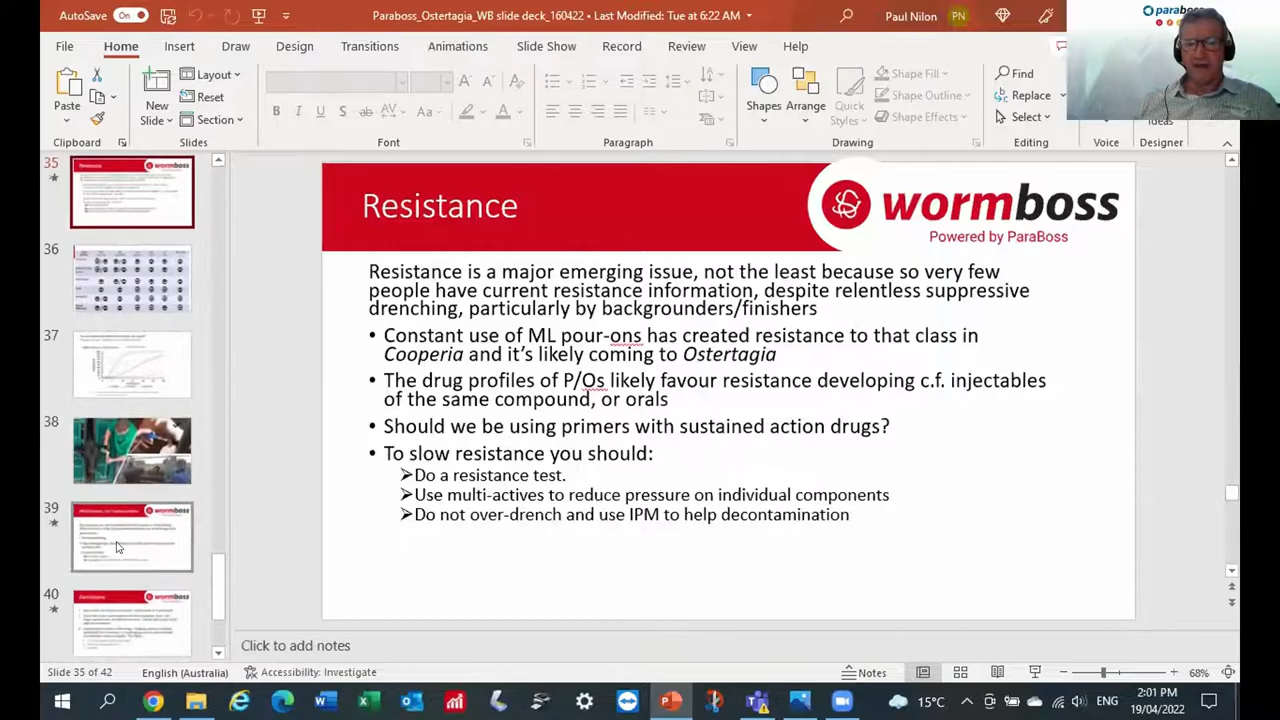 AutoSave On
Paraboss_Ostertagia_WB slide deck_160422 • Last Modified: Tue at 6:22 AM
Paul Nilon PN
paraboss
File Home Insert Draw Design Transitions Animations Slide Show Record Review View Help
Paste
New
Slide
Layout
Reset
Section
B I U S ab AV Aa A
Shapes
Arrange
Quick
Styles
Shape Fill
Shape Outline
Shape Effects
Find
Replace
Select
Ideas
Clipboard Slides Font Paragraph Drawing Editing Voice Designer
35
36
37
38
39
40
Resistance
wormboss
Powered by ParaBoss
Resistance is a major emerging issue, not the least because so very few
people have current resistance information, despite relentless suppressive
drenching, particularly by backgrounders/finishers
• Constant use of ML pour-ons has created resistance to that class in
Cooperia and it's likely coming to Ostertagia
• The drug profiles of P/Os likely favour resistance developing c.f. injectables
of the same compound, or orals
• Should we be using primers with sustained action drugs?
• To slow resistance you should:
➢Do a resistance test.
➢Use multi-actives to reduce pressure on individual components
➢Do not over-drench and use IPM to help decontamination
Click to add notes
Slide 35 of 42 English (Australia) Accessibility: Investigate Notes 68%
15°C ENG
2:01 PM
19/04/2022